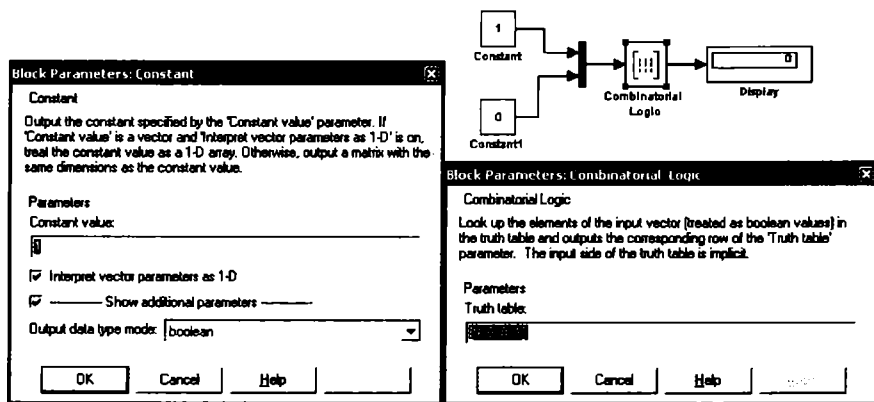 1
Constant
0
Constant1
Combinatorial
Logic
0
Display
Block Parameters: Constant
Constant
Output the constant specified by the 'Constant value' parameter. If
'Constant value' is a vector and 'Interpret vector parameters as 1-D' is on,
treat the constant value as a 1-D array. Otherwise, output a matrix with the
same dimensions as the constant value.
Parameters
Constant value:
1
Interpret vector parameters as 1-D
Show additional parameters
Output data type mode: boolean
OK Cancel Help
Block Parameters: Combinatorial Logic
Combinatorial Logic
Look up the elements of the input vector (treated as boolean values) in
the truth table and outputs the corresponding row of the 'Truth table'
parameter. The input side of the truth table is implicit.
Parameters
Truth table:
OK Cancel Help